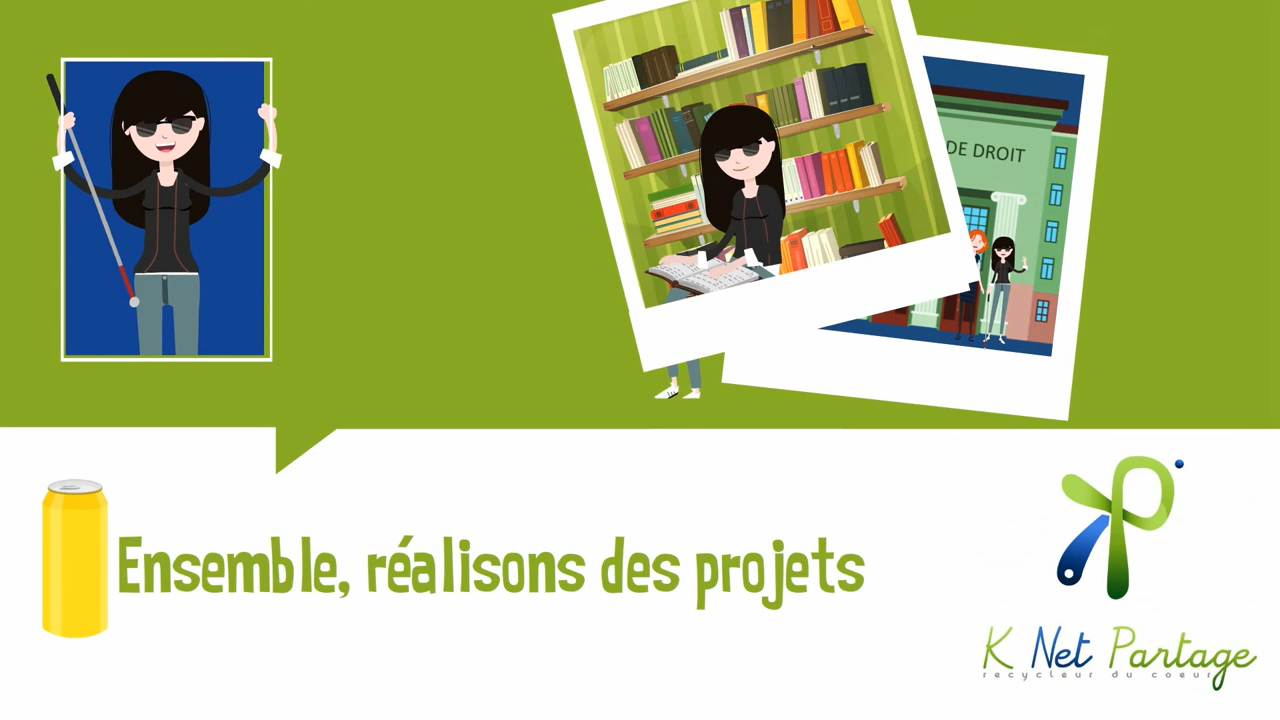 DE DROIT
Ensemble, réalisons des projets
K Net Partage
recycleur du coeur